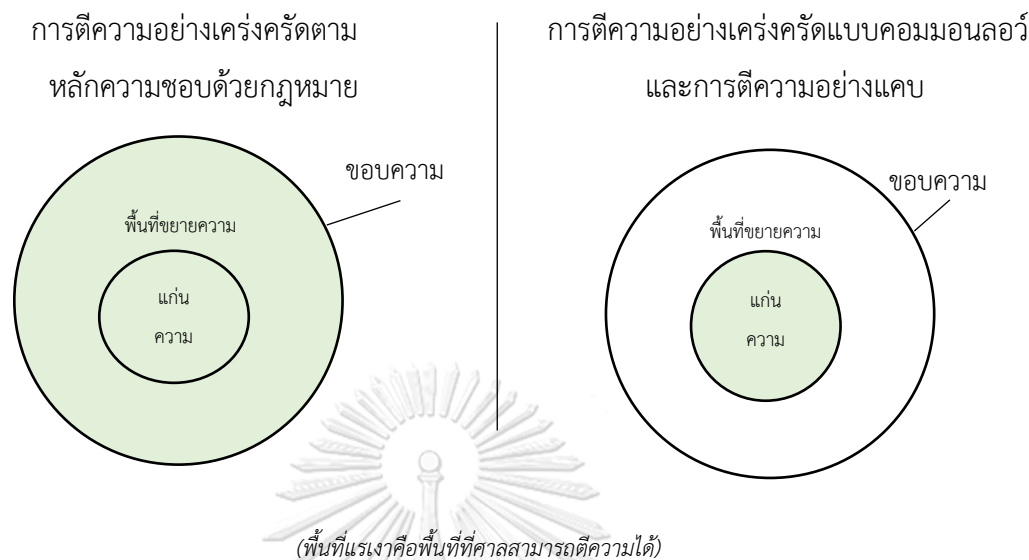 การตีความอย่างเคร่งครัดตาม
หลักความชอบด้วยกฎหมาย
ขอบความ
พื้นที่ขยายความ
แก่น
ความ
การตีความอย่างเคร่งครัดแบบคอมมอนลอว์
และการตีความอย่างแคบ
ขอบความ
พื้นที่ขยายความ
แก่น
ความ
(พื้นที่แรเงาคือพื้นที่ที่ศาลสามารถตีความได้)